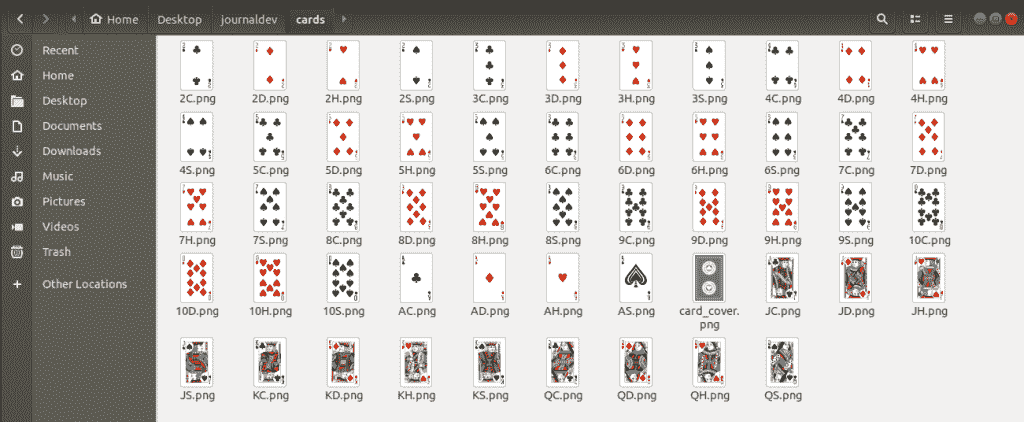 Home Desktop journaldev cards
Recent
Home
Desktop
Documents
Downloads
Music
Pictures
Videos
Trash
Other Locations
2C.png 2D.png 2H.png 2S.png 3C.png 3D.png 3H.png 3S.png 4C.png 4D.png 4H.png
4S.png 5C.png 5D.png 5H.png 5S.png 6C.png 6D.png 6H.png 6S.png 7C.png 7D.png
7H.png 7S.png 8C.png 8D.png 8H.png 8S.png 9C.png 9D.png 9H.png 9S.png 10C.png
10D.png 10H.png 10S.png AC.png AD.png AH.png AS.png card_cover.png JC.png JD.png JH.png
JS.png KC.png KD.png KH.png KS.png QC.png QD.png QH.png QS.png